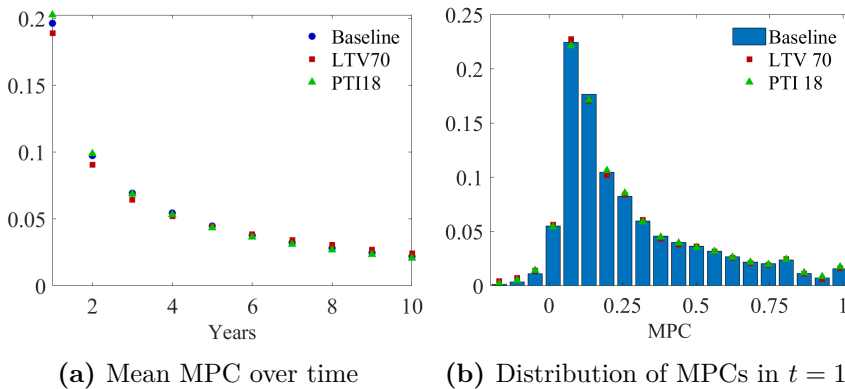 0.2
0.15
0.1
0.05
0
2 4 6 8 10
Years
Baseline
LTV70
PTI18
(a) Mean MPC over time
0.25
0.2
0.15
0.1
0.05
0
0 0.25 0.5 0.75 1
MPC
Baseline
LTV 70
PTI 18
(b) Distribution of MPCs in t = 1